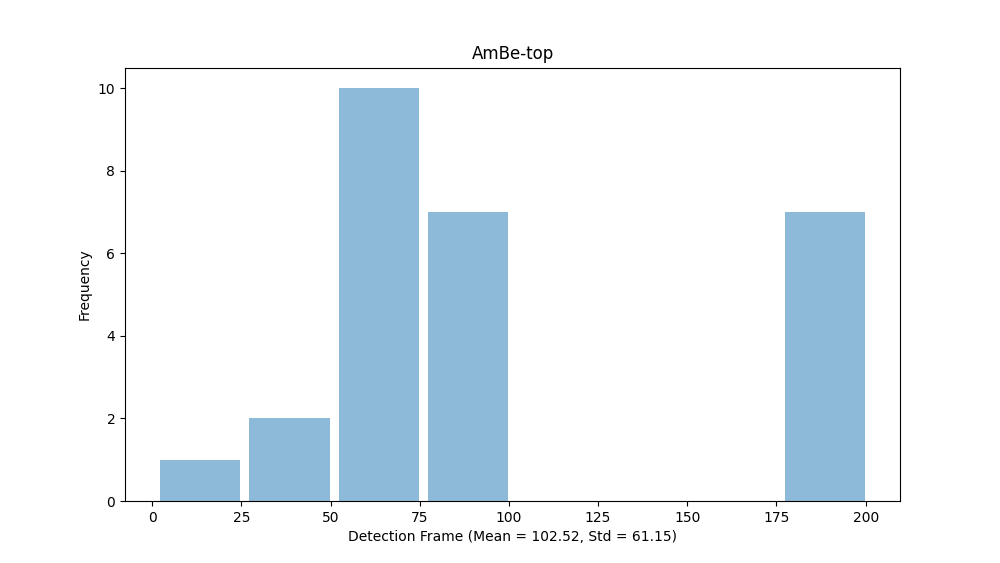 AmBe-top
10
8
6
4
2
0
Frequency
0 25 50 75 100 125 150 175 200
Detection Frame (Mean = 102.52, Std = 61.15)